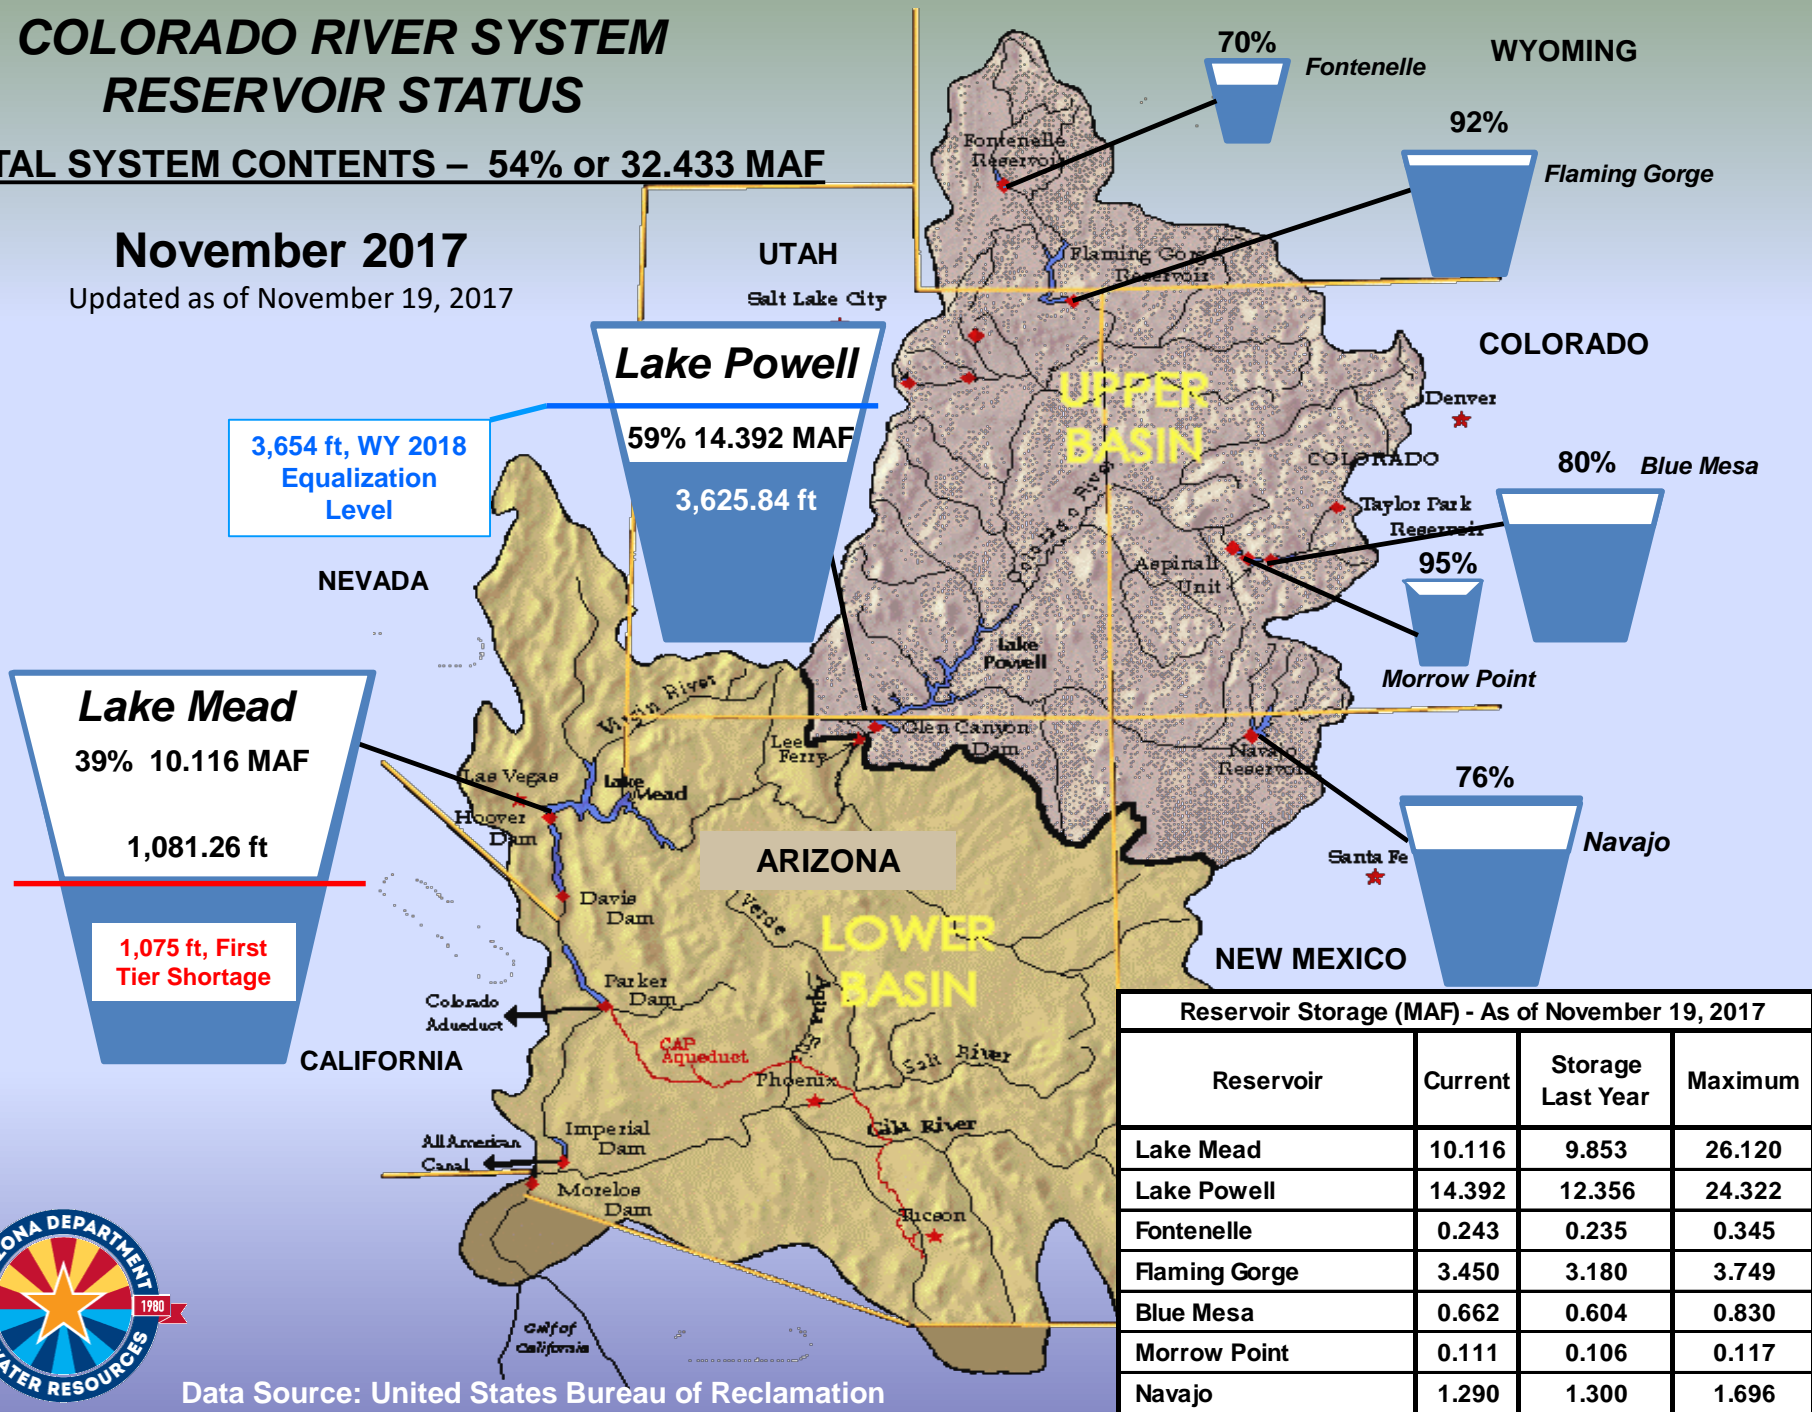 COLORADO RIVER SYSTEM
RESERVOIR STATUS
TAL SYSTEM CONTENTS – 54% or 32.433 MAF
November 2017
Updated as of November 19, 2017
70%
Fontenelle
WYOMING
92%
Flaming Gorge
Fontenelle
Reservoir
Flaming Gorge
Reservoir
UTAH
Salt Lake City
COLORADO
Lake Powell
59% 14.392 MAF
3,625.84 ft
3,654 ft, WY 2018
Equalization
Level
UPPER
BASIN
Denver
COLORADO
80%
Blue Mesa
Taylor Park
Reservoir
95%
Morrow Point
Aspinall
Unit
Colorado River
NEVADA
Lake
Powell
Virgin River
Lee
Ferry
Glen Canyon
Dam
Navajo
Reservoir
76%
Navajo
Lake Mead
39% 10.116 MAF
1,081.26 ft
1,075 ft, First
Tier Shortage
Las Vegas
Lake
Mead
Hoover
Dam
ARIZONA
Santa Fe
Davis
Dam
Verde
LOWER
BASIN
NEW MEXICO
Parker
Dam
Colorado
Aqueduct
CAP
Aqueduct
Salt River
CALIFORNIA
Phoenix
Gila River
Imperial
Dam
All American
Canal
Morelos
Dam
Tucson
Gulf of
California
ZONA DEPARTMENT
WATER RESOURCES
1980
Data Source: United States Bureau of Reclamation
Reservoir Storage (MAF) - As of November 19, 2017
Reservoir Current Storage Last Year Maximum
Lake Mead 10.116 9.853 26.120
Lake Powell 14.392 12.356 24.322
Fontenelle 0.243 0.235 0.345
Flaming Gorge 3.450 3.180 3.749
Blue Mesa 0.662 0.604 0.830
Morrow Point 0.111 0.106 0.117
Navajo 1.290 1.300 1.696